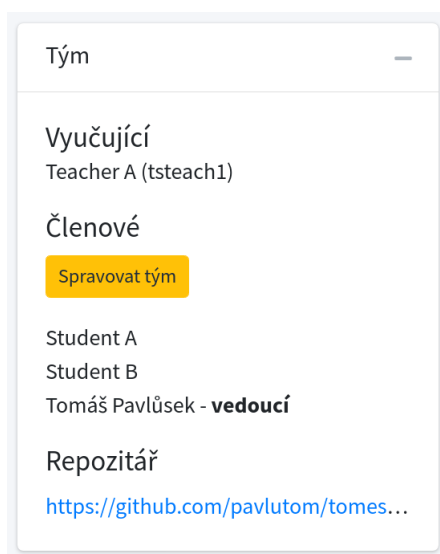 Tým
Vyučující
Teacher A (tsteach1)
Členové
Spravovat tým
Student A
Student B
Tomáš Pavlůsek - vedoucí
Repozitář
https://github.com/pavlutom/tomes...